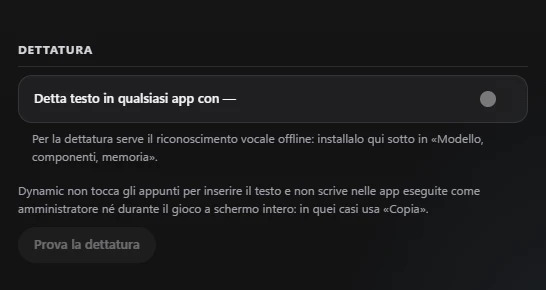 DETTATURA
Detta testo in qualsiasi app con —
Per la dettatura serve il riconoscimento vocale offline: installalo qui sotto in «Modello,
componenti, memoria».
Dynamic non tocca gli appunti per inserire il testo e non scrive nelle app eseguite come
amministratore né durante il gioco a schermo intero: in quei casi usa «Copia».
Prova la dettatura